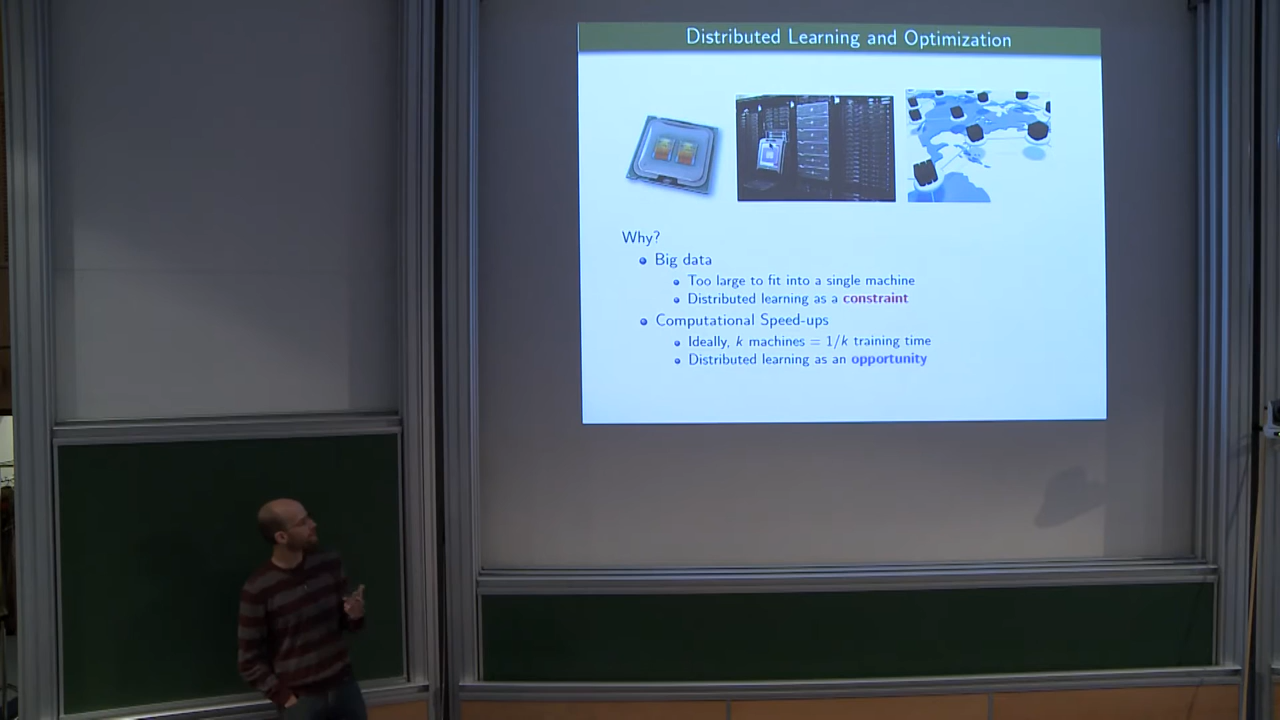 Distributed Learning and Optimization
Why?
Big data
Too large to fit into a single machine
Distributed learning as a constraint
Computational Speed-ups
Ideally, k machines = 1/k training time
Distributed learning as an opportunity